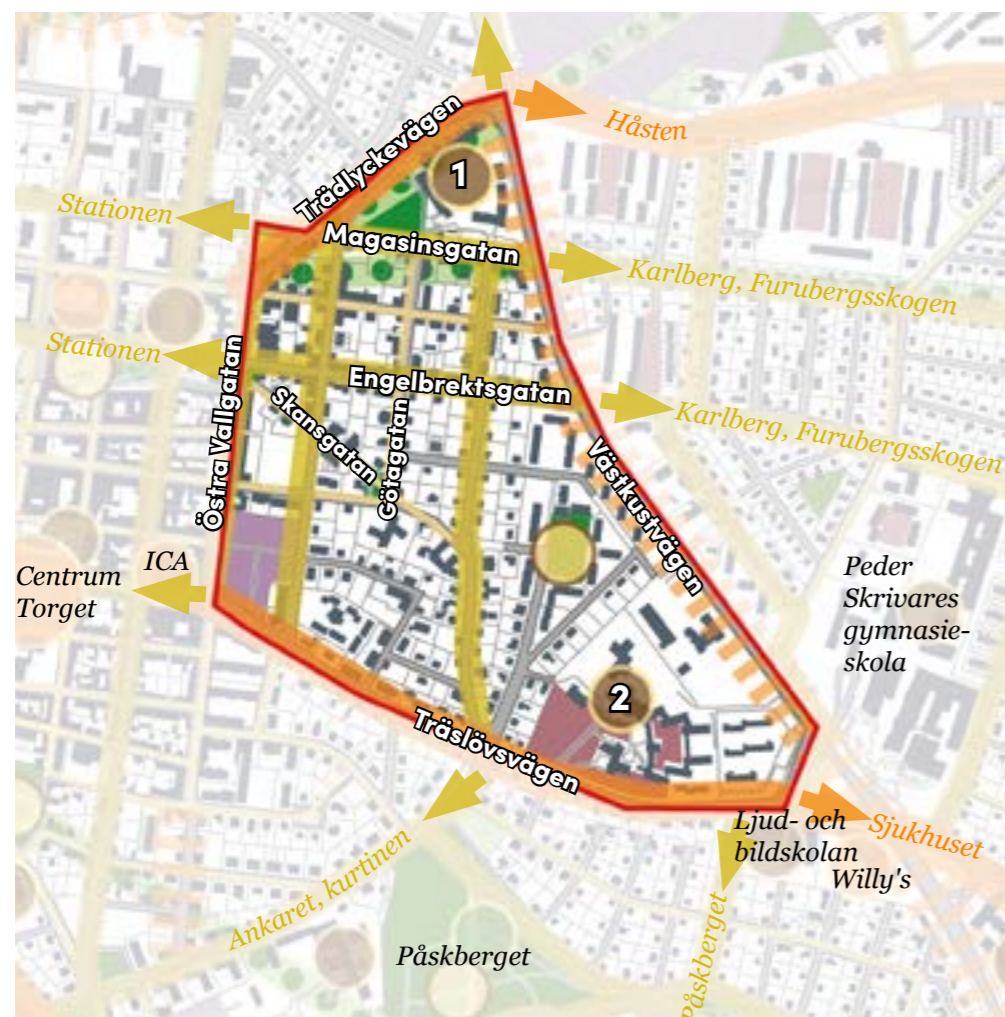 Håsten
Trädlyckevägen
1
Stationen
Magasinsgatan
Karlberg, Furubergsskogen
Stationen
Östra Vallgatan
Engelbrektsgatan
Karlberg, Furubergsskogen
Skansgatan
Götagatan
Västkustvägen
ICA
Centrum
Torget
Peder
Skrivares
gymnasie-
skola
2
Träslövsvägen
Ljud- och
bildskolan
Willy's
Sjukhuset
Ankaret, kurtinen
Påskberget
Påskberget